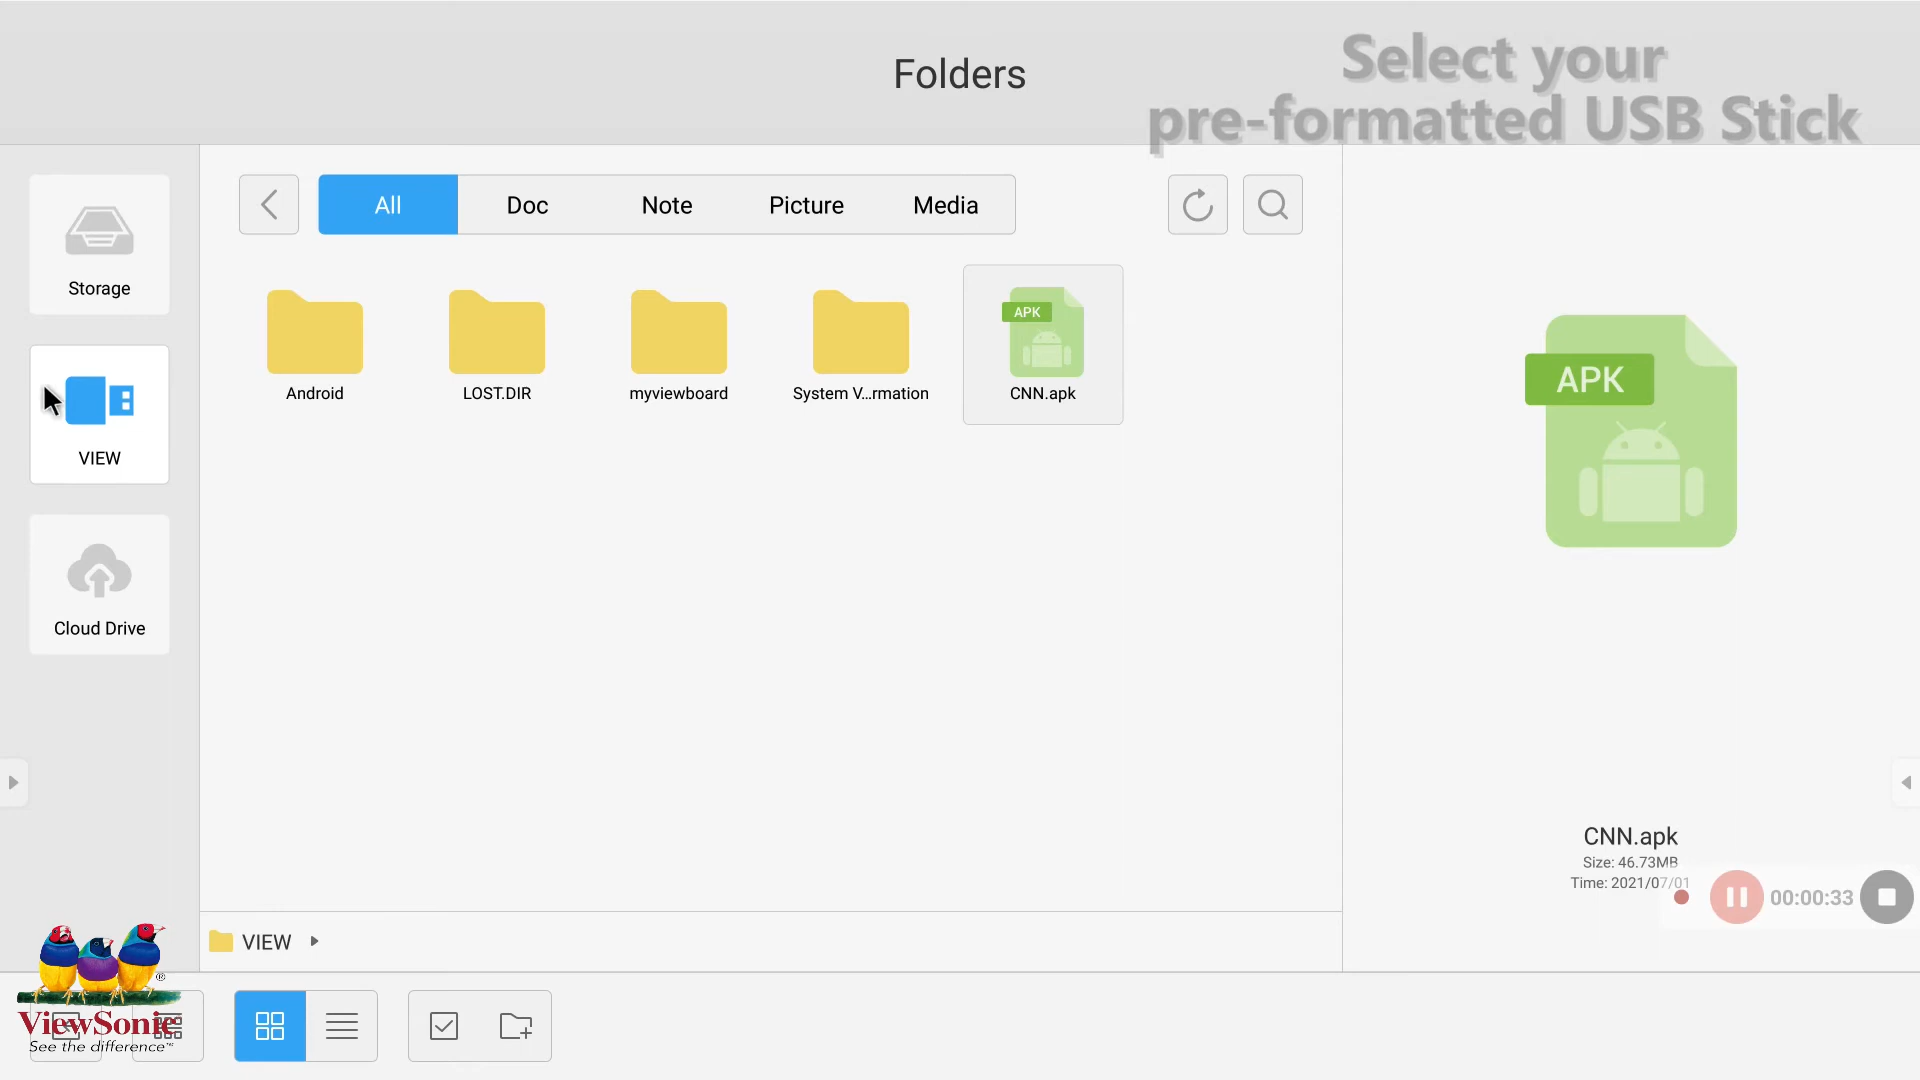 Folders
Select your
pre-formatted USB Stick
All
Doc
Note
Picture
Media
Storage
VIEW
Cloud Drive
Android
LOST.DIR
myviewboard
System V...rmation
APK
CNN.apk
APK
CNN.apk
Size: 46.73MB
Time: 2021/07/01
00:00:33
VIEW
ViewSonic
®
See the difference™